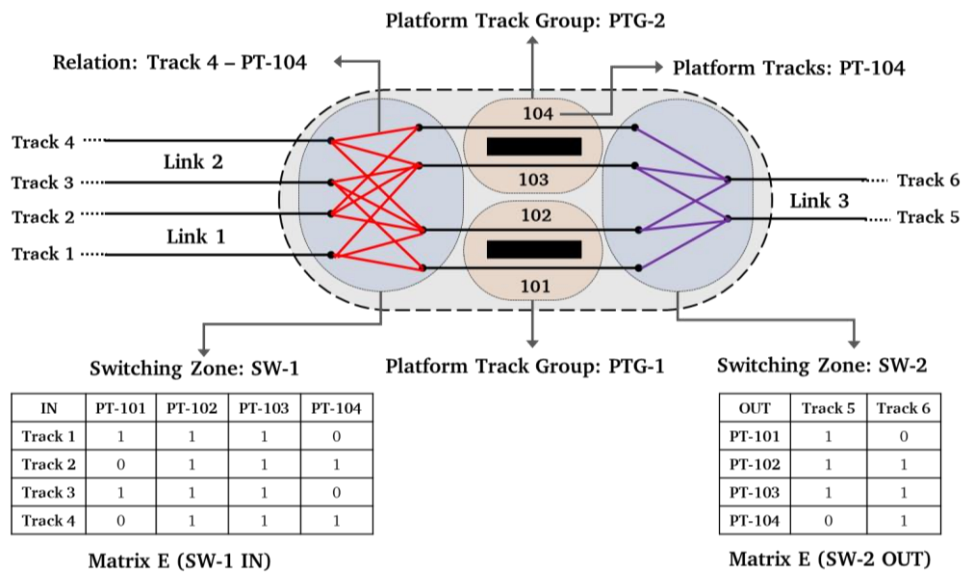 Platform Track Group: PTG-2
Relation: Track 4 – PT-104
Platform Tracks: PT-104
104
Track 4
Link 2
103
Track 3
Track 6
Link 3
Track 2
102
Track 5
Link 1
Track 1
101
Switching Zone: SW-1
Platform Track Group: PTG-1
Switching Zone: SW-2
IN PT-101 PT-102 PT-103 PT-104
Track 1 1 1 1 0
Track 2 0 1 1 1
Track 3 1 1 1 0
Track 4 0 1 1 1
Matrix E (SW-1 IN)
OUT Track 5 Track 6
PT-101 1 0
PT-102 1 1
PT-103 1 1
PT-104 0 1
Matrix E (SW-2 OUT)